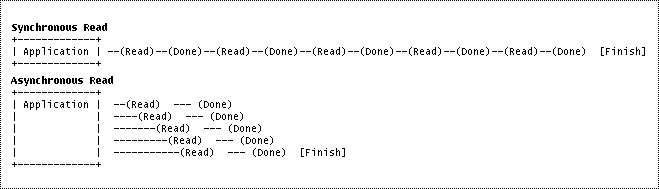 Synchronous Read
+-------------+
| Application | --(Read)--(Done)--(Read)--(Done)--(Read)--(Done)--(Read)--(Done)--(Read)--(Done)  [Finish]
+-------------+
Asynchronous Read
+-------------+
| Application |  --(Read)  --- (Done)
|             |  ----(Read)  --- (Done)
|             |  -------(Read)  --- (Done)
|             |  ---------(Read)  --- (Done)
|             |  -----------(Read)  --- (Done)  [Finish]
+-------------+